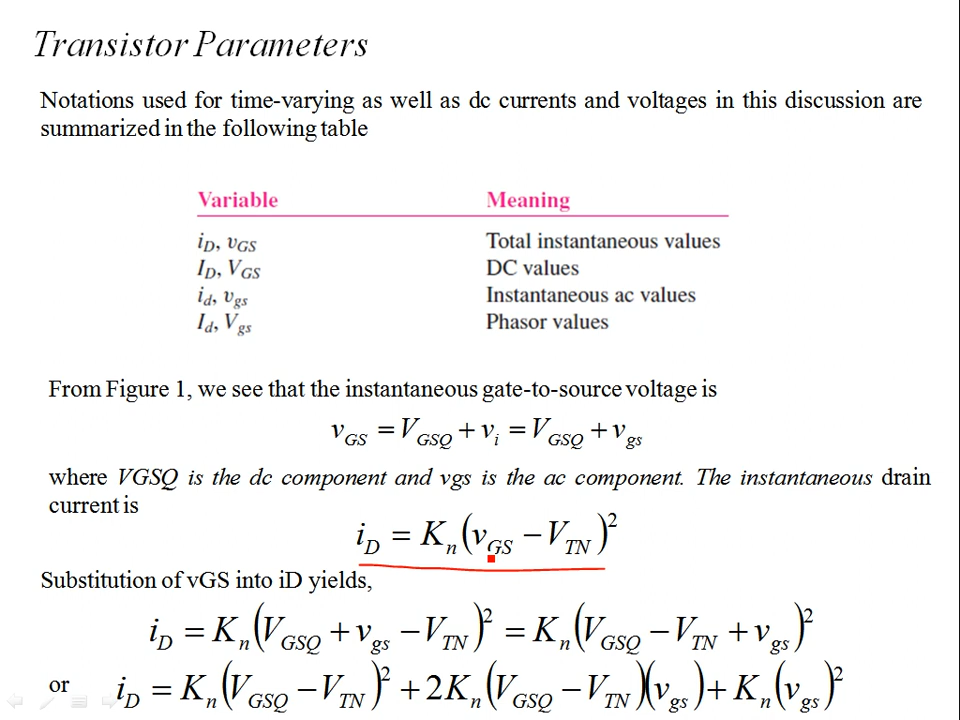 Transistor Parameters
Notations used for time-varying as well as dc currents and voltages in this discussion are
summarized in the following table
Variable Meaning
i_D, v_GS Total instantaneous values
I_D, V_GS DC values
i_d, v_gs Instantaneous ac values
I_d, V_gs Phasor values
From Figure 1, we see that the instantaneous gate-to-source voltage is
v_GS = V_GSQ + v_i = V_GSQ + v_gs
where VGSQ is the dc component and vgs is the ac component. The instantaneous drain
current is
i_D = K_n(v_GS − V_TN)^2
Substitution of vGS into iD yields,
i_D = K_n(V_GSQ + v_gs − V_TN)^2 = K_n(V_GSQ − V_TN + v_gs)^2
or i_D = K_n(V_GSQ − V_TN)^2 + 2K_n(V_GSQ − V_TN)(v_gs) + K_n(v_gs)^2